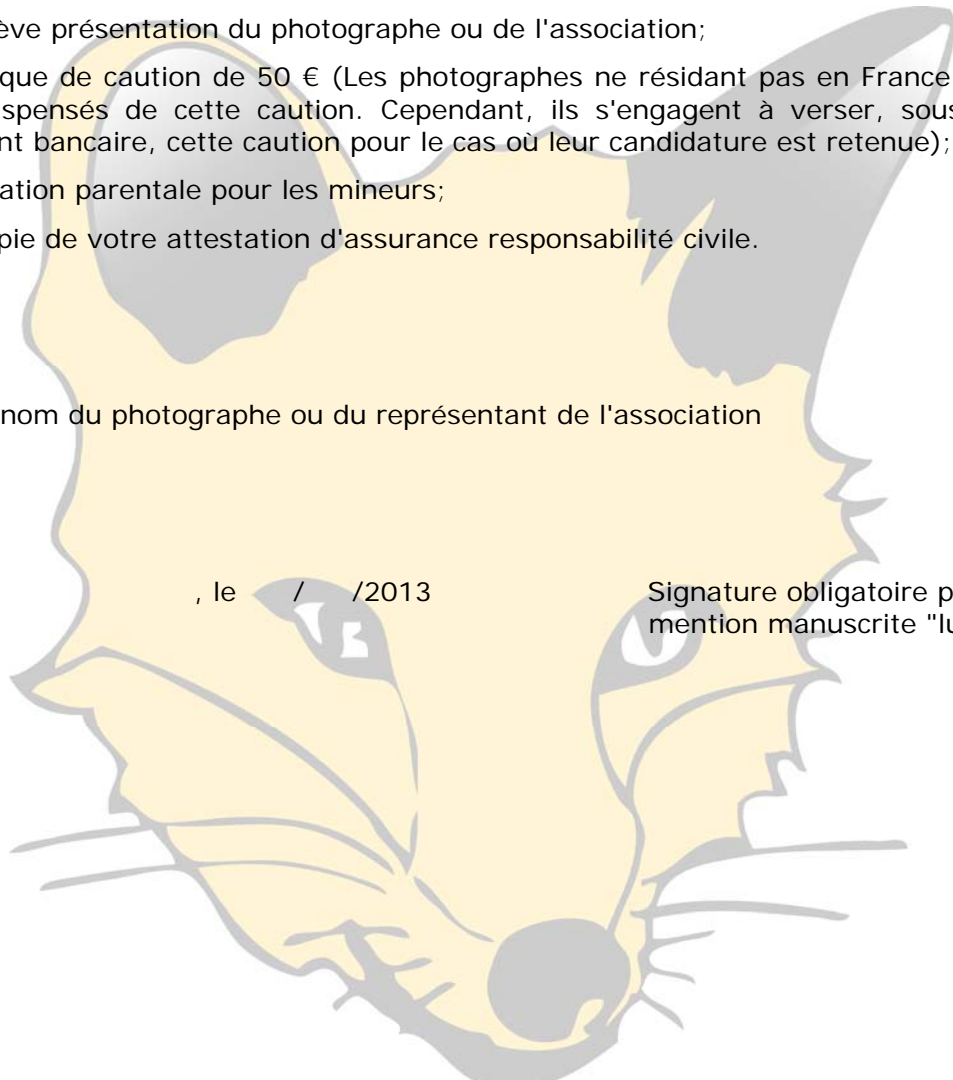 ève présentation du photographe ou de l'association;
que de caution de 50 € (Les photographes ne résidant pas en France
spensés de cette caution. Cependant, ils s'engagent à verser, sous
nt bancaire, cette caution pour le cas où leur candidature est retenue);
ation parentale pour les mineurs;
pie de votre attestation d'assurance responsabilité civile.
nom du photographe ou du représentant de l'association
, le / /2013 Signature obligatoire p
mention manuscrite "lu